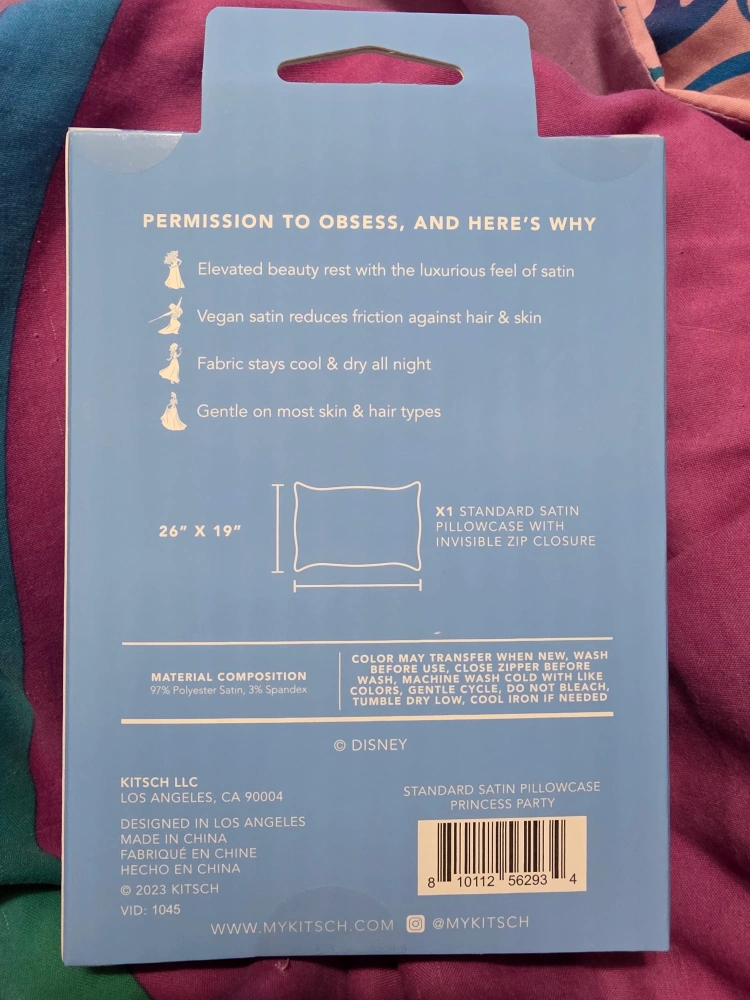 PERMISSION TO OBSESS, AND HERE'S WHY
Elevated beauty rest with the luxurious feel of satin
Vegan satin reduces friction against hair & skin
Fabric stays cool & dry all night
Gentle on most skin & hair types
26" X 19"
X1 STANDARD SATIN
PILLOWCASE WITH
INVISIBLE ZIP CLOSURE
MATERIAL COMPOSITION
97% Polyester Satin, 3% Spandex
COLOR MAY TRANSFER WHEN NEW, WASH
BEFORE USE, CLOSE ZIPPER BEFORE
WASH, MACHINE WASH COLD WITH LIKE
COLORS, GENTLE CYCLE, DO NOT BLEACH,
TUMBLE DRY LOW, COOL IRON IF NEEDED
© DISNEY
KITSCH LLC
LOS ANGELES, CA 90004
DESIGNED IN LOS ANGELES
MADE IN CHINA
FABRIQUÉ EN CHINE
HECHO EN CHINA
© 2023 KITSCH
VID: 1045
STANDARD SATIN PILLOWCASE
PRINCESS PARTY
8 10112 56293 4
WWW.MYKITSCH.COM @MYKITSCH